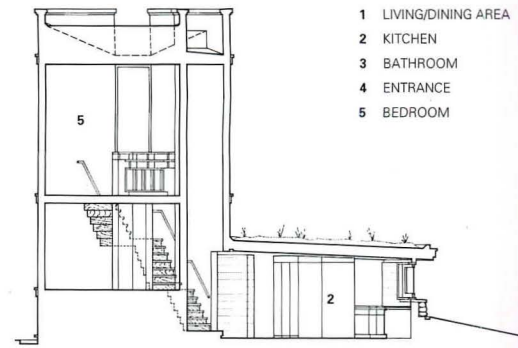 1 LIVING/DINING AREA
2 KITCHEN
3 BATHROOM
4 ENTRANCE
5 BEDROOM
5
2